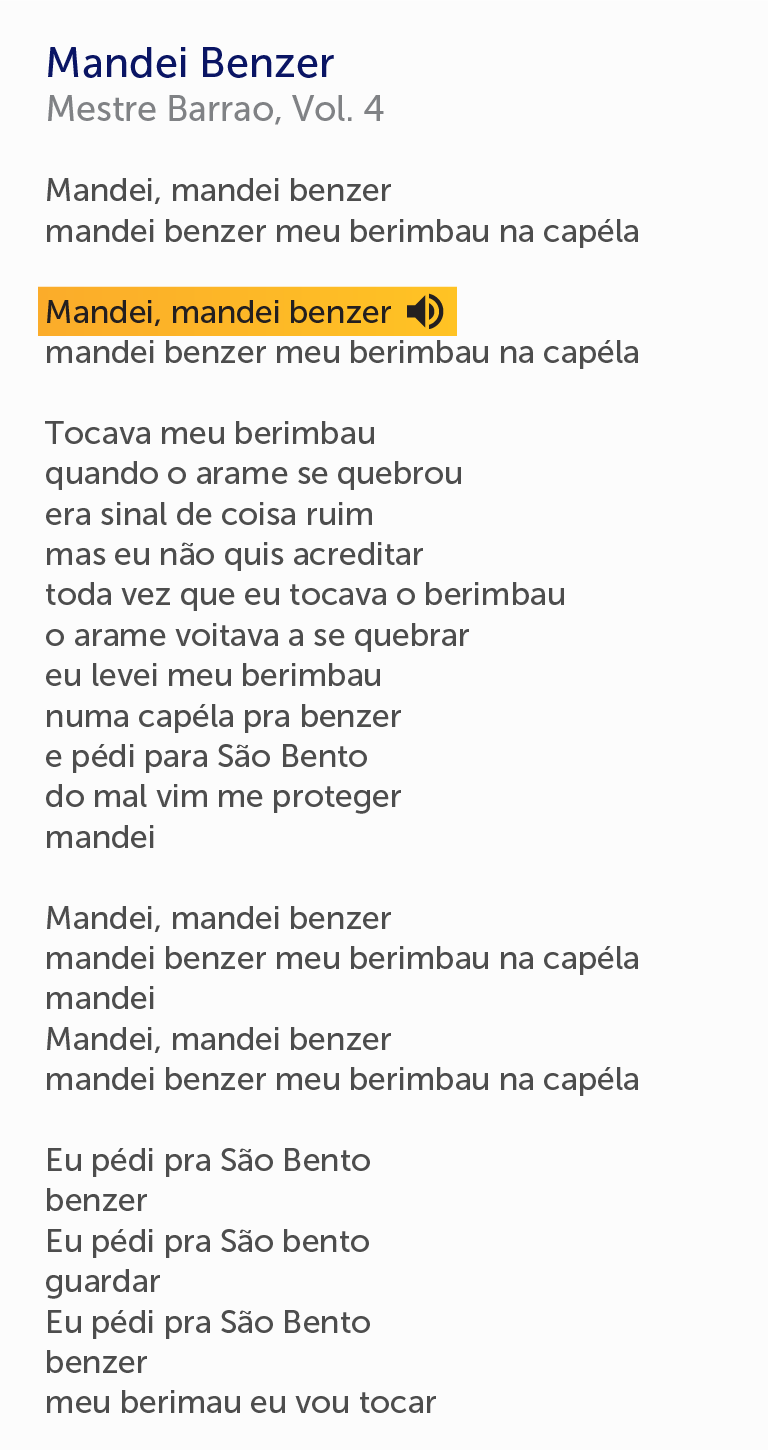 Mandei Benzer
Mestre Barrao, Vol. 4
Mandei, mandei benzer
mandei benzer meu berimbau na capéla
Mandei, mandei benzer
mandei benzer meu berimbau na capéla
Tocava meu berimbau
quando o arame se quebrou
era sinal de coisa ruim
mas eu não quis acreditar
toda vez que eu tocava o berimbau
o arame voitava a se quebrar
eu levei meu berimbau
numa capéla pra benzer
e pédi para São Bento
do mal vim me proteger
mandei
Mandei, mandei benzer
mandei benzer meu berimbau na capéla
mandei
Mandei, mandei benzer
mandei benzer meu berimbau na capéla
Eu pédi pra São Bento
benzer
Eu pédi pra São bento
guardar
Eu pédi pra São Bento
benzer
meu berimau eu vou tocar